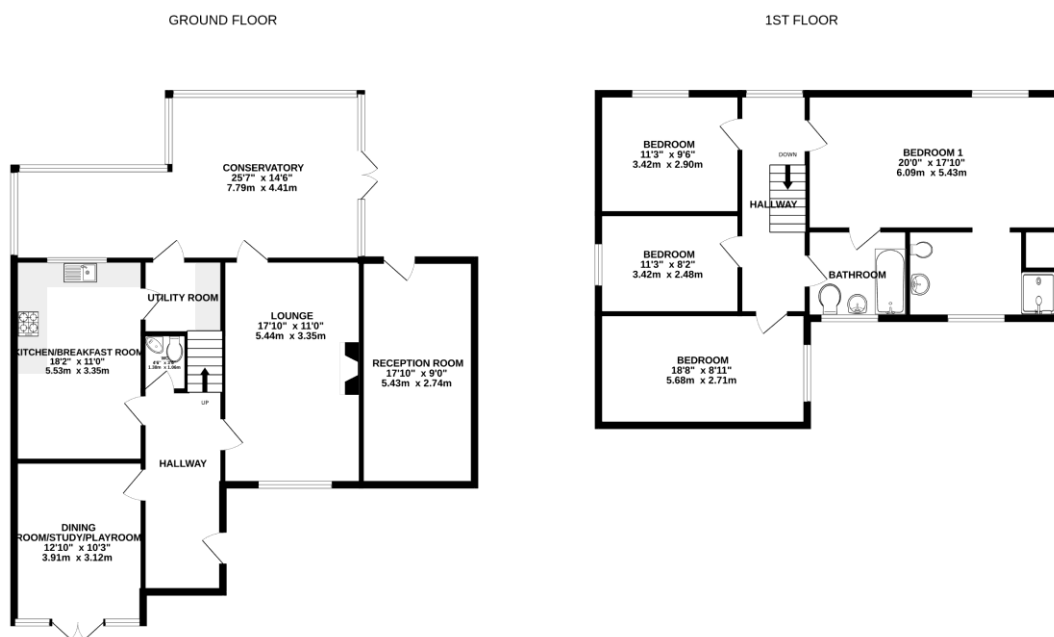 GROUND FLOOR
CONSERVATORY
25'7" x 14'6"
7.79m x 4.41m
UTILITY ROOM
KITCHEN/BREAKFAST ROOM
18'2" x 11'0"
5.53m x 3.35m
LOUNGE
17'10" x 11'0"
5.44m x 3.35m
RECEPTION ROOM
17'10" x 9'0"
5.43m x 2.74m
UP
HALLWAY
DINING
ROOM/STUDY/PLAYROOM
12'10" x 10'3"
3.91m x 3.12m
1ST FLOOR
BEDROOM
11'3" x 9'6"
3.42m x 2.90m
DOWN
HALLWAY
BEDROOM 1
20'0" x 17'10"
6.09m x 5.43m
BEDROOM
11'3" x 8'2"
3.42m x 2.48m
BATHROOM
BEDROOM
18'8" x 8'11"
5.68m x 2.71m